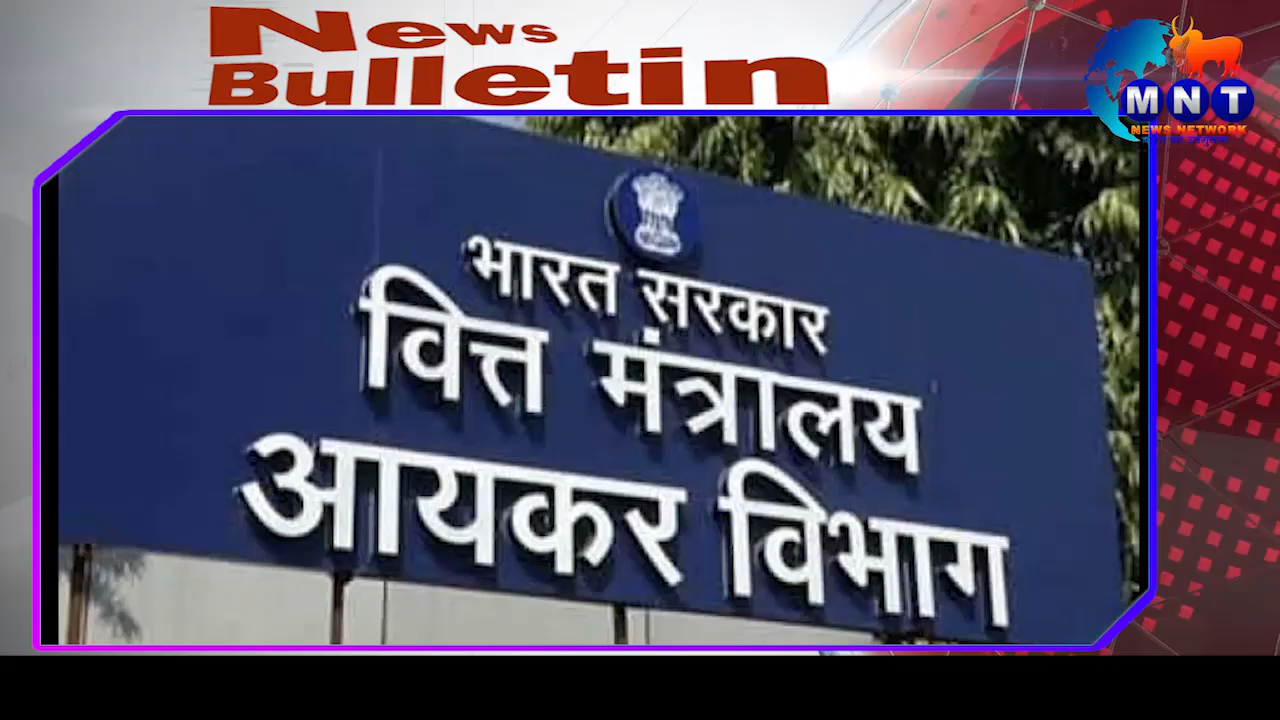 News
Bulletin
MNT
NEWS NETWORK
भारत सरकार
वित्त मंत्रालय
आयकर विभाग